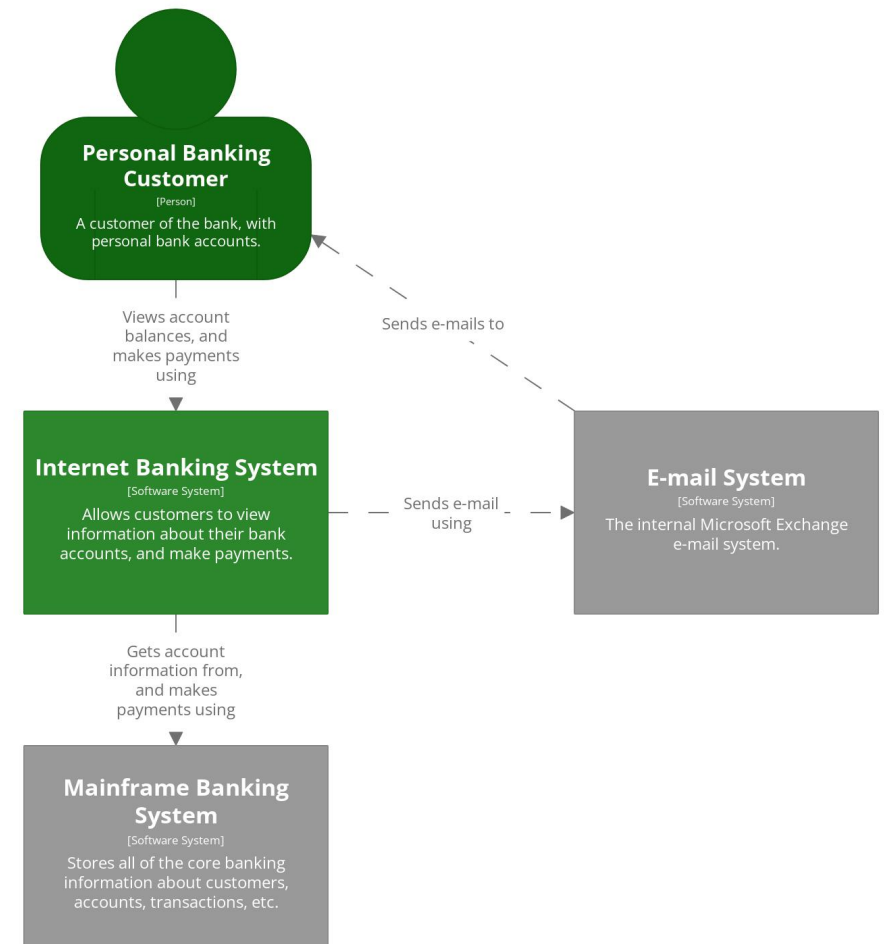 Personal Banking
Customer
[Person]
A customer of the bank, with
personal bank accounts.
Views account
balances, and
makes payments
using
Sends e-mails to
Internet Banking System
[Software System]
Allows customers to view
information about their bank
accounts, and make payments.
Sends e-mail
using
E-mail System
[Software System]
The internal Microsoft Exchange
e-mail system.
Gets account
information from,
and makes
payments using
Mainframe Banking
System
[Software System]
Stores all of the core banking
information about customers,
accounts, transactions, etc.